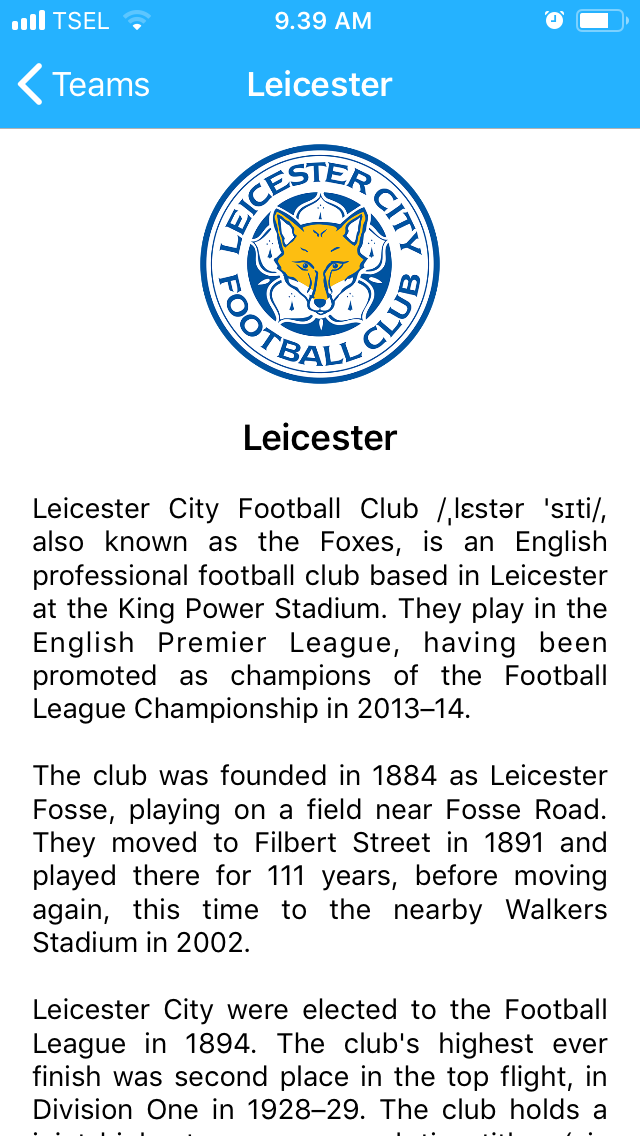 TSEL 9.39 AM
Teams Leicester
LEICESTER CITY
FOOTBALL CLUB
Leicester
Leicester City Football Club /ˌlɛstər 'sɪti/,
also known as the Foxes, is an English
professional football club based in Leicester
at the King Power Stadium. They play in the
English Premier League, having been
promoted as champions of the Football
League Championship in 2013–14.
The club was founded in 1884 as Leicester
Fosse, playing on a field near Fosse Road.
They moved to Filbert Street in 1891 and
played there for 111 years, before moving
again, this time to the nearby Walkers
Stadium in 2002.
Leicester City were elected to the Football
League in 1894. The club's highest ever
finish was second place in the top flight, in
Division One in 1928–29. The club holds a